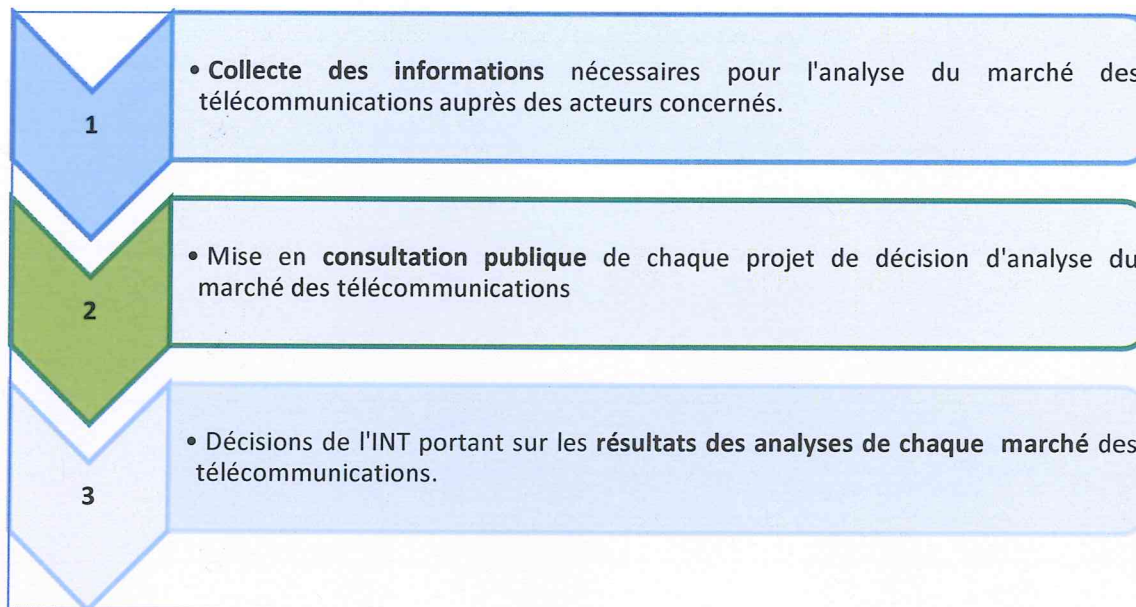 • Collecte des informations nécessaires pour l'analyse du marché des
télécommunications auprès des acteurs concernés.
1
• Mise en consultation publique de chaque projet de décision d'analyse du
marché des télécommunications
2
• Décisions de l'INT portant sur les résultats des analyses de chaque marché des
télécommunications.
3